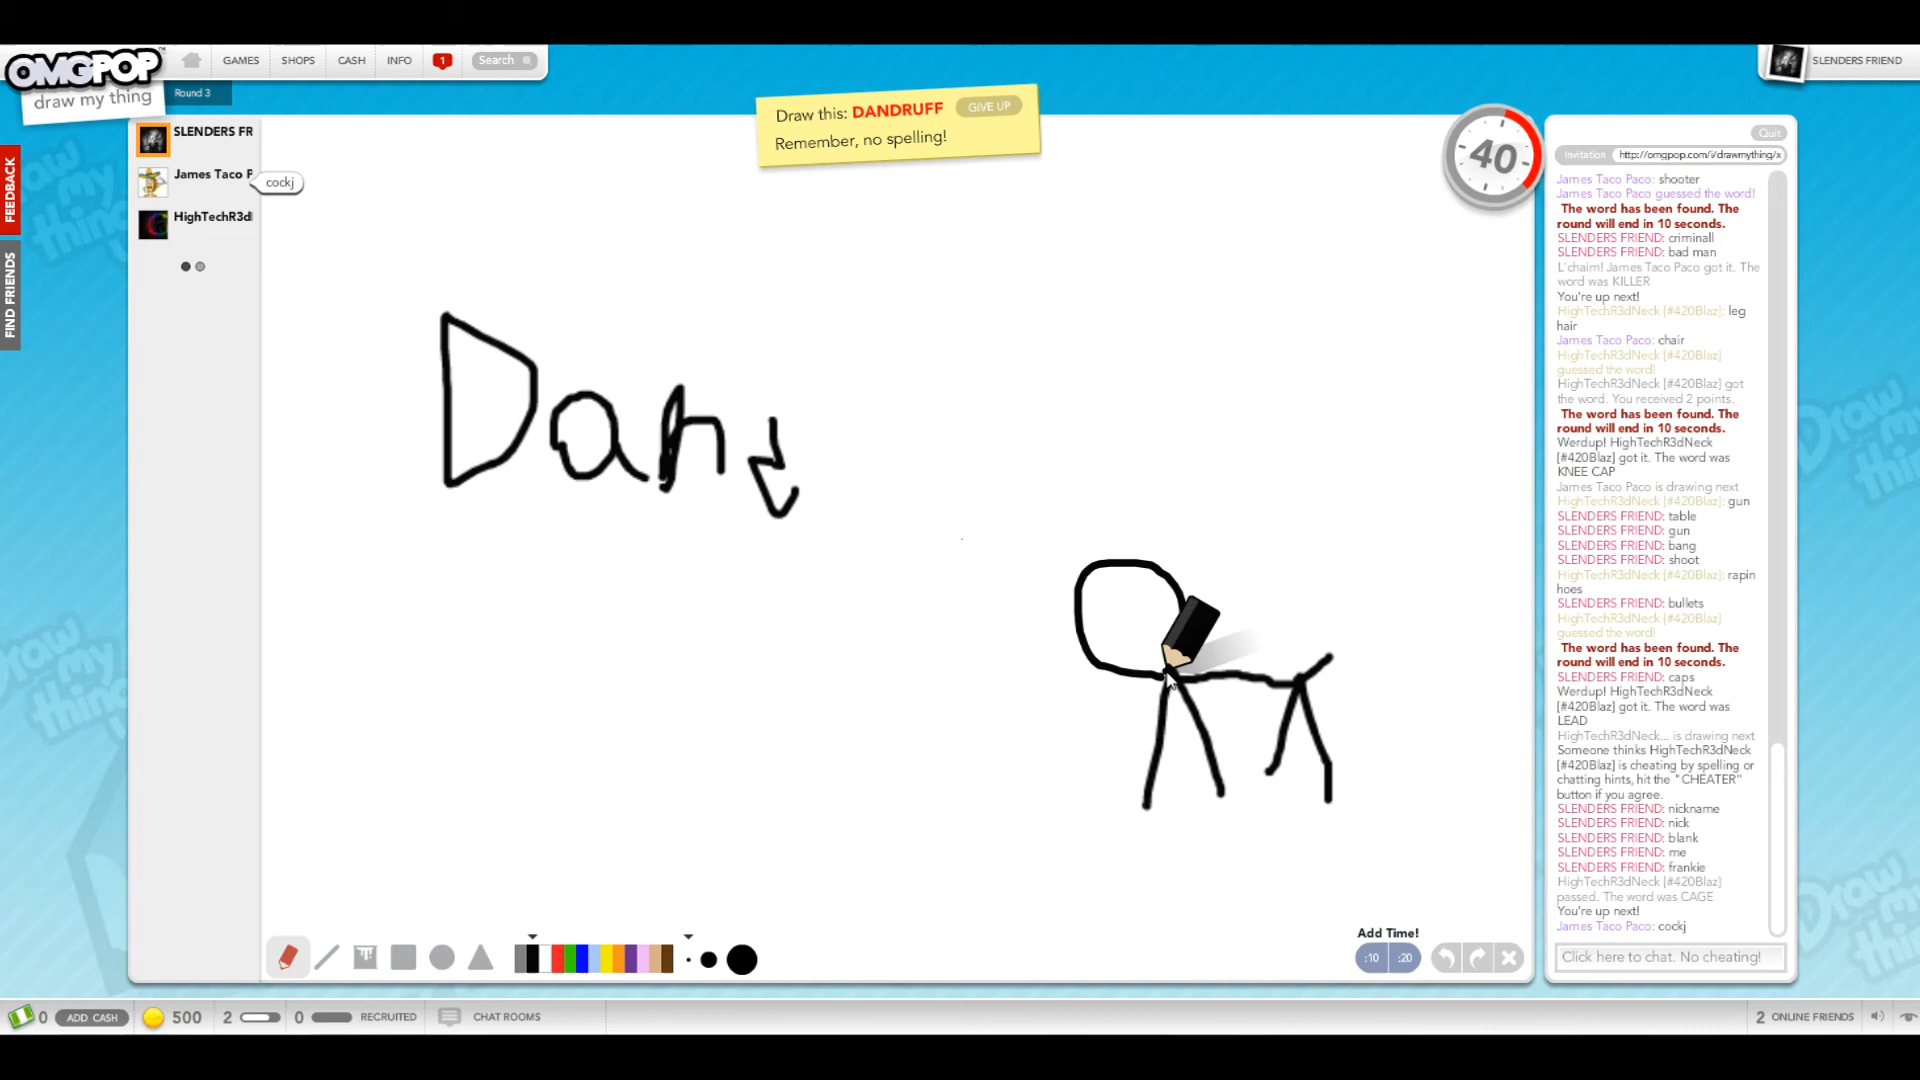 OMGPOP
draw my thing
GAMES
SHOPS
CASH
INFO
1
Search
SLENDERS FRIEND
Round 3
FEEDBACK
FIND FRIENDS
SLENDERS FR
James Taco P
cockj
HighTechR3d
Draw this: DANDRUFF
GIVE UP
Remember, no spelling!
40
Dan
Quit
Invitation
http://omgpop.com/i/drawmything/x
James Taco Paco: shooter
James Taco Paco guessed the word!
The word has been found. The
round will end in 10 seconds.
SLENDERS FRIEND: criminall
SLENDERS FRIEND: bad man
L'chaim! James Taco Paco got it. The
word was KILLER
You're up next!
HighTechR3dNeck [#420Blaz]: leg
hair
James Taco Paco: chair
HighTechR3dNeck [#420Blaz]
guessed the word!
HighTechR3dNeck [#420Blaz] got
the word. You received 2 points.
The word has been found. The
round will end in 10 seconds.
Werdup! HighTechR3dNeck
[#420Blaz] got it. The word was
KNEE CAP
James Taco Paco is drawing next
HighTechR3dNeck [#420Blaz]: gun
SLENDERS FRIEND: table
SLENDERS FRIEND: gun
SLENDERS FRIEND: bang
SLENDERS FRIEND: shoot
HighTechR3dNeck [#420Blaz]: rapin
hoes
SLENDERS FRIEND: bullets
HighTechR3dNeck [#420Blaz]
guessed the word!
The word has been found. The
round will end in 10 seconds.
SLENDERS FRIEND: caps
Werdup! HighTechR3dNeck
[#420Blaz] got it. The word was
LEAD
HighTechR3dNeck... is drawing next
Someone thinks HighTechR3dNeck
[#420Blaz] is cheating by spelling or
chatting hints, hit the "CHEATER"
button if you agree.
SLENDERS FRIEND: nickname
SLENDERS FRIEND: nick
SLENDERS FRIEND: blank
SLENDERS FRIEND: me
SLENDERS FRIEND: frankie
HighTechR3dNeck [#420Blaz]
passed. The word was CAGE
You're up next!
James Taco Paco: cockj
Click here to chat. No cheating!
Add Time!
:10
:20
0
ADD CASH
500
2
0
RECRUITED
CHAT ROOMS
2 ONLINE FRIENDS